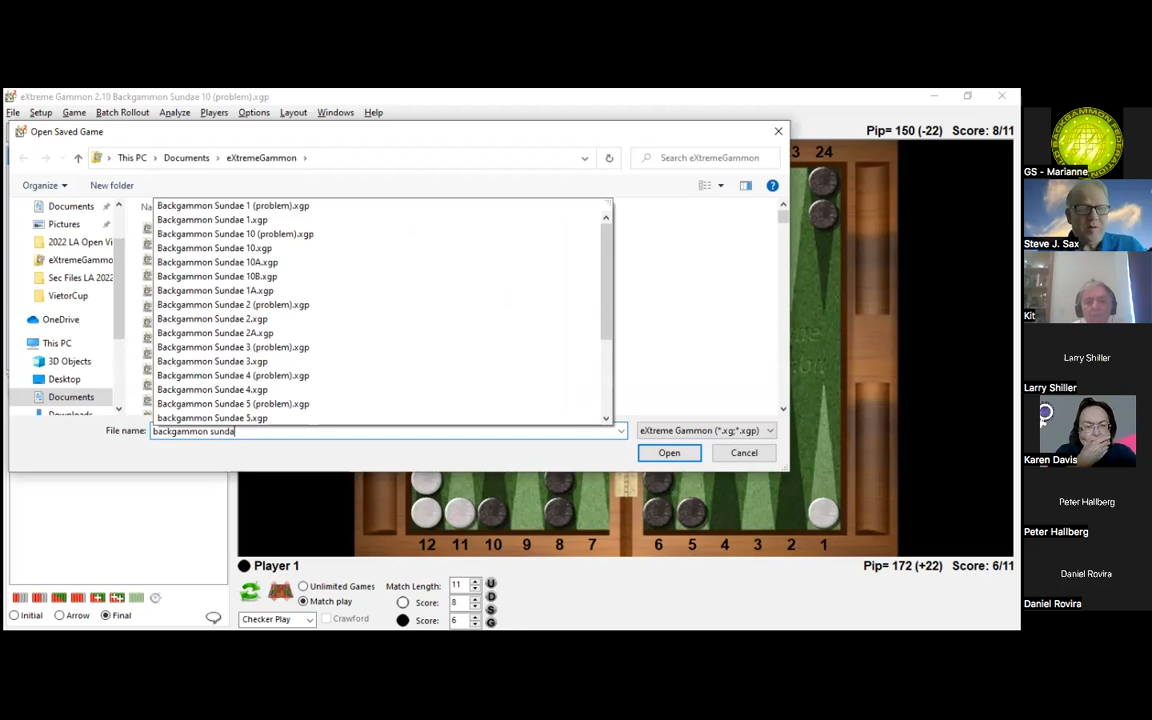 eXtreme Gammon 2.10 Backgammon Sundae 10 (problem).xgp
File Setup Game Batch Rollout Players Analyze Options Layout Windows Help
Open Saved Game
Pip= 150 (-22) Score: 8/11
This PC Documents eXtremeGammon
Search eXtremeGammon
Organize New folder
Documents
Pictures
2022 LA Open Vi
eXtremeGammo
Sec Files LA 2022
VietorCup
OneDrive
This PC
3D Objects
Desktop
Documents
Na
Backgammon Sundae 1 (problem).xgp
Backgammon Sundae 1.xgp
Backgammon Sundae 10 (problem).xgp
Backgammon Sundae 10.xgp
Backgammon Sundae 10A.xgp
Backgammon Sundae 10B.xgp
Backgammon Sundae 1A.xgp
Backgammon Sundae 2 (problem).xgp
Backgammon Sundae 2.xgp
Backgammon Sundae 2A.xgp
Backgammon Sundae 3 (problem).xgp
Backgammon Sundae 3.xgp
Backgammon Sundae 4 (problem).xgp
Backgammon Sundae 4.xgp
Backgammon Sundae 5 (problem).xgp
backgammon Sundae 5.xgp
File name: backgammon sunda
eXtreme Gammon (*.xg;*.xgp)
Open Cancel
3 24
12 11 10 9 8 7 6 5 4 3 2 1
Player 1
Pip= 172 (+22) Score: 6/11
Unlimited Games
Match play
Checker Play
Crawford
Match Length: 11
Score: 8
Score: 6
U
D
S
G
Initial Arrow Final
GS - Marianne
Steve J. Sax
Kit
Larry Shiller
Larry Shiller
Karen Davis
Peter Hallberg
Peter Hallberg
Daniel Rovira
Daniel Rovira